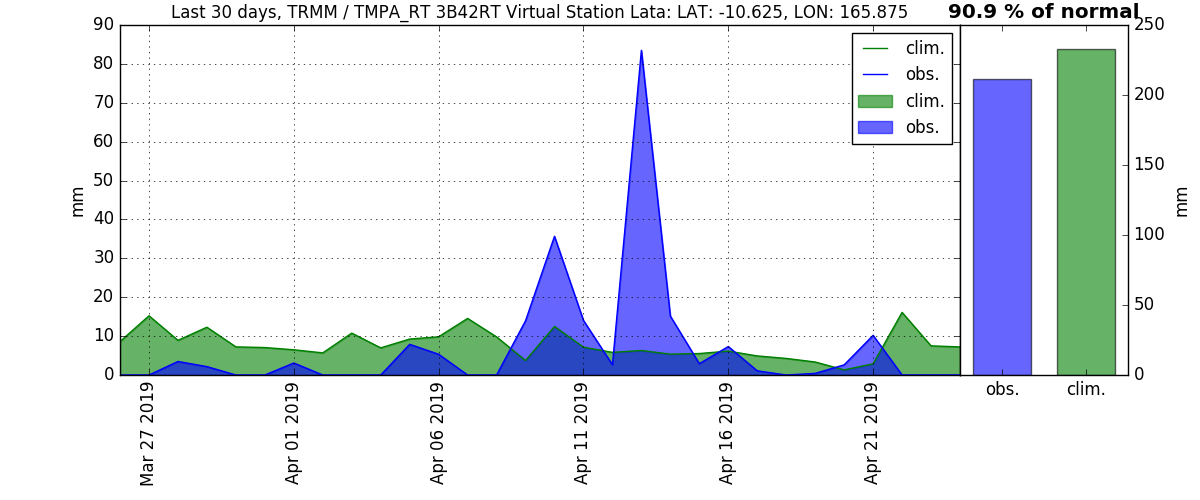 Last 30 days, TRMM / TMPA_RT 3B42RT Virtual Station Lata: LAT: -10.625, LON: 165.875
90.9 % of normal
90
80
70
60
50
40
30
20
10
0
mm
clim.
obs.
clim.
obs.
Mar 27 2019
Apr 01 2019
Apr 06 2019
Apr 11 2019
Apr 16 2019
Apr 21 2019
250
200
150
100
50
0
mm
obs.
clim.